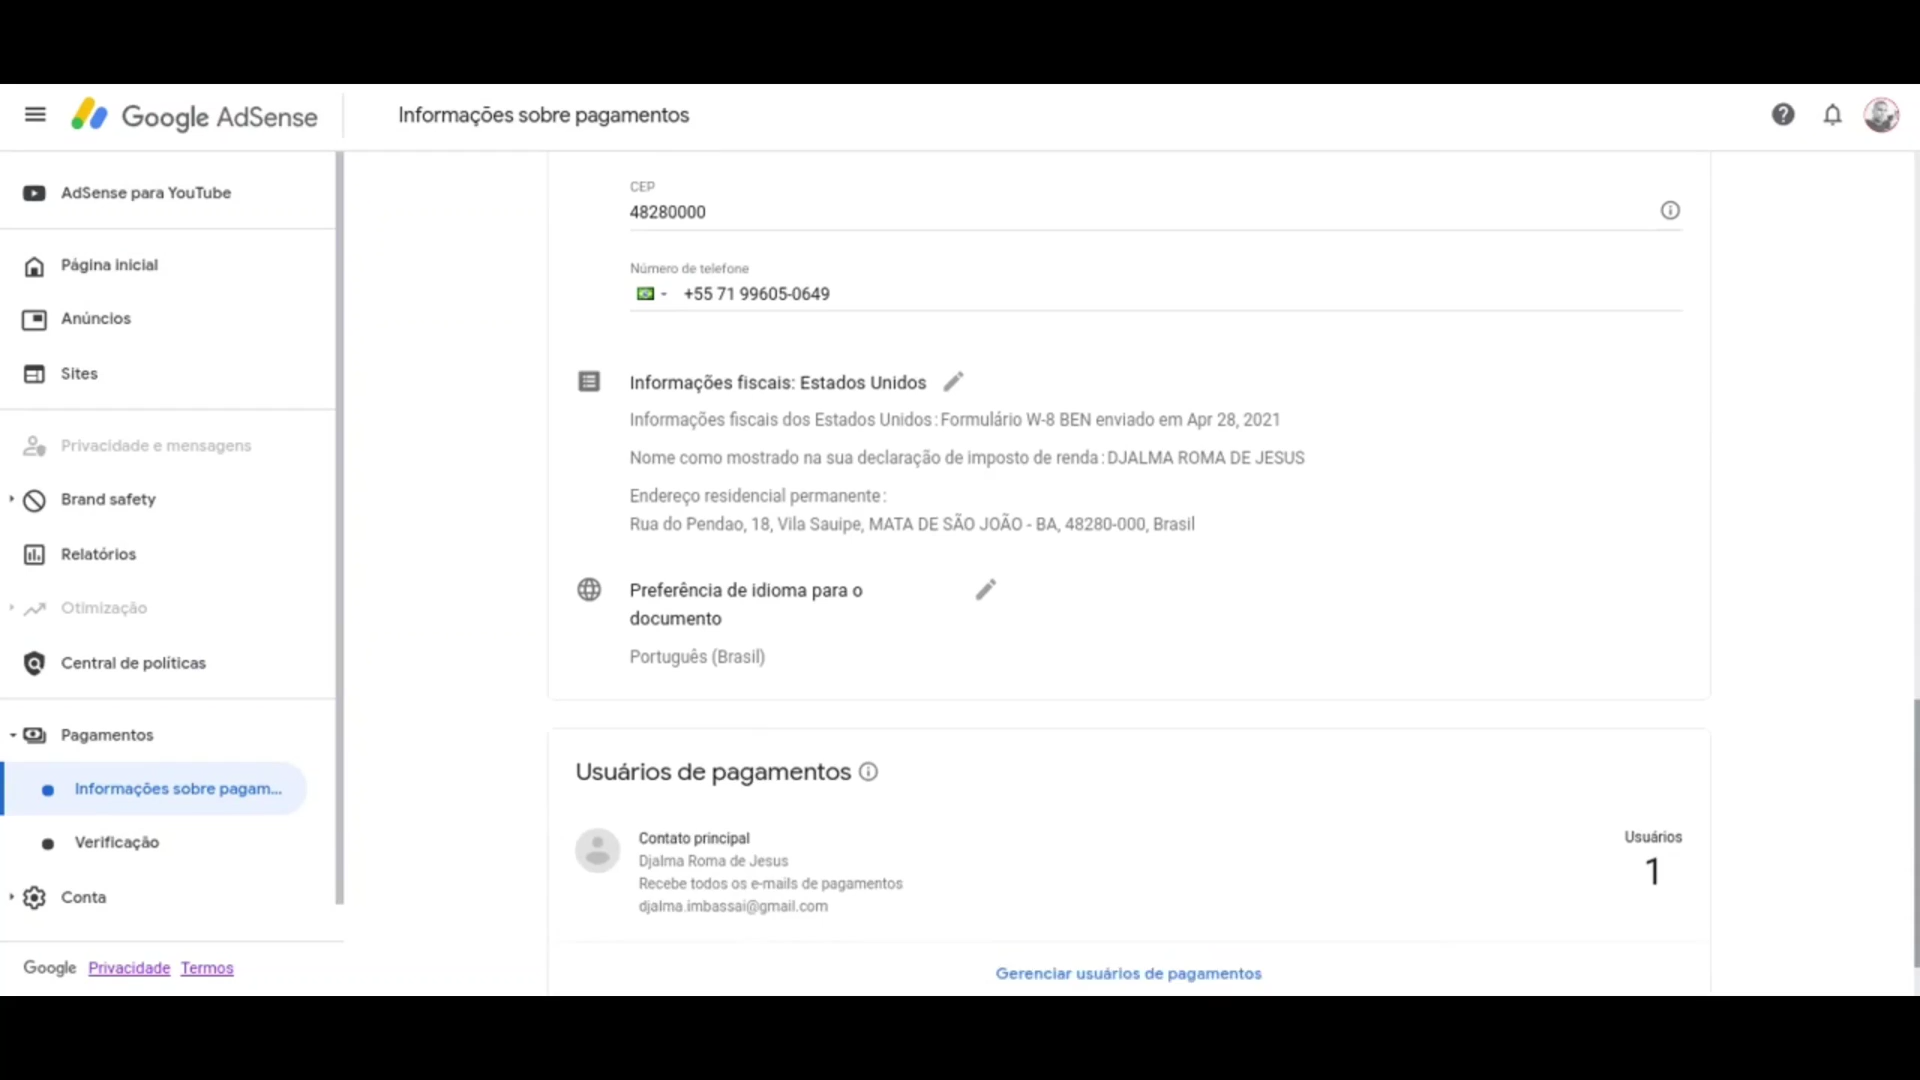 Google AdSense
Informações sobre pagamentos
AdSense para YouTube
Página inicial
Anúncios
Sites
Privacidade e mensagens
Brand safety
Relatórios
Otimização
Central de políticas
Pagamentos
Informações sobre pagam...
Verificação
Conta
Google Privacidade Termos
CEP
48280000
Número de telefone
+55 71 99605-0649
Informações fiscais: Estados Unidos
Informações fiscais dos Estados Unidos: Formulário W-8 BEN enviado em Apr 28, 2021
Nome como mostrado na sua declaração de imposto de renda: DJALMA ROMA DE JESUS
Endereço residencial permanente:
Rua do Pendao, 18, Vila Sauipe, MATA DE SÃO JOÃO - BA, 48280-000, Brasil
Preferência de idioma para o
documento
Português (Brasil)
Usuários de pagamentos
Contato principal
Djalma Roma de Jesus
Recebe todos os e-mails de pagamentos
djalma.imbassai@gmail.com
Usuários
1
Gerenciar usuários de pagamentos